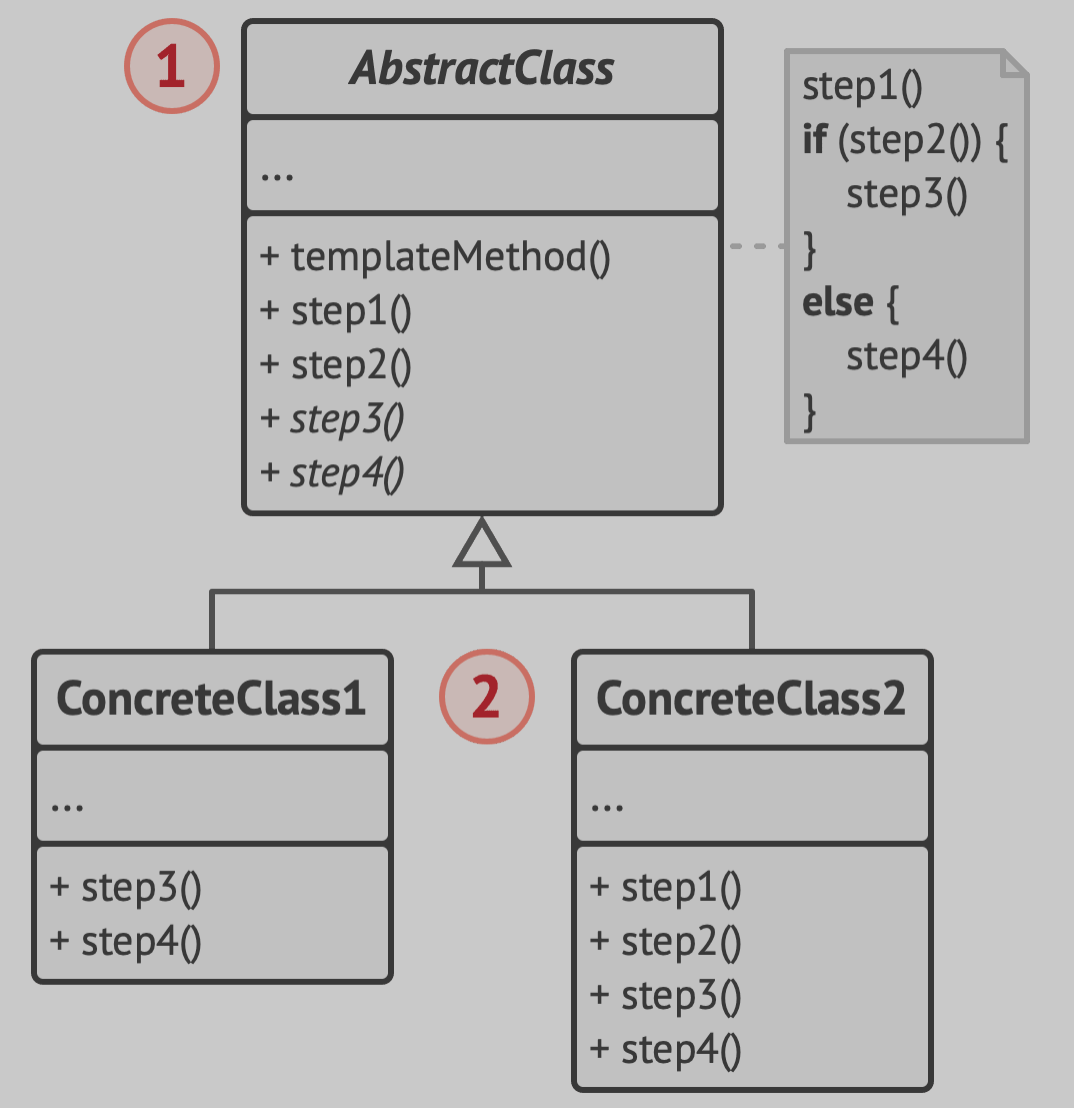 1
AbstractClass
...
+ templateMethod()
+ step1()
+ step2()
+ step3()
+ step4()
step1()
if (step2()) {
step3()
}
else {
step4()
}
ConcreteClass1
...
+ step3()
+ step4()
2
ConcreteClass2
...
+ step1()
+ step2()
+ step3()
+ step4()